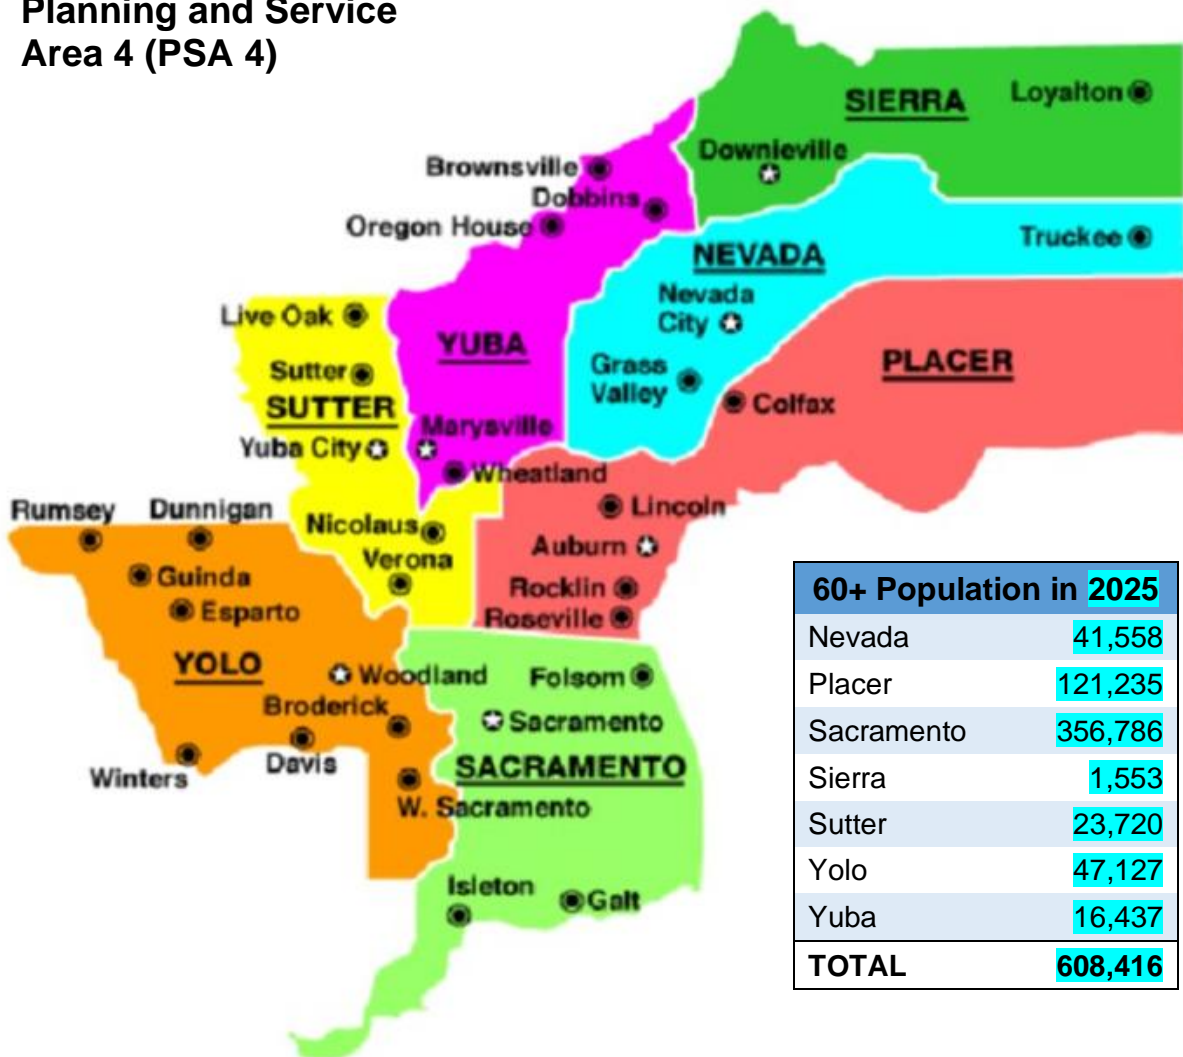 Planning and Service
Area 4 (PSA 4)
SIERRA
Loyalton
Downieville
Brownsville
Dobbins
Oregon House
NEVADA
Truckee
Nevada
City
Live Oak
YUBA
Grass
Valley
PLACER
Sutter
Colfax
SUTTER
Marysville
Yuba City
Wheatland
Lincoln
Rumsey
Dunnigan
Nicolaus
Auburn
Verona
Guinda
Rocklin
Esparto
Roseville
YOLO
Woodland
Folsom
Broderick
Sacramento
Winters
Davis
SACRAMENTO
W. Sacramento
Isleton
Galt
60+ Population in 2025
Nevada 41,558
Placer 121,235
Sacramento 356,786
Sierra 1,553
Sutter 23,720
Yolo 47,127
Yuba 16,437
TOTAL 608,416